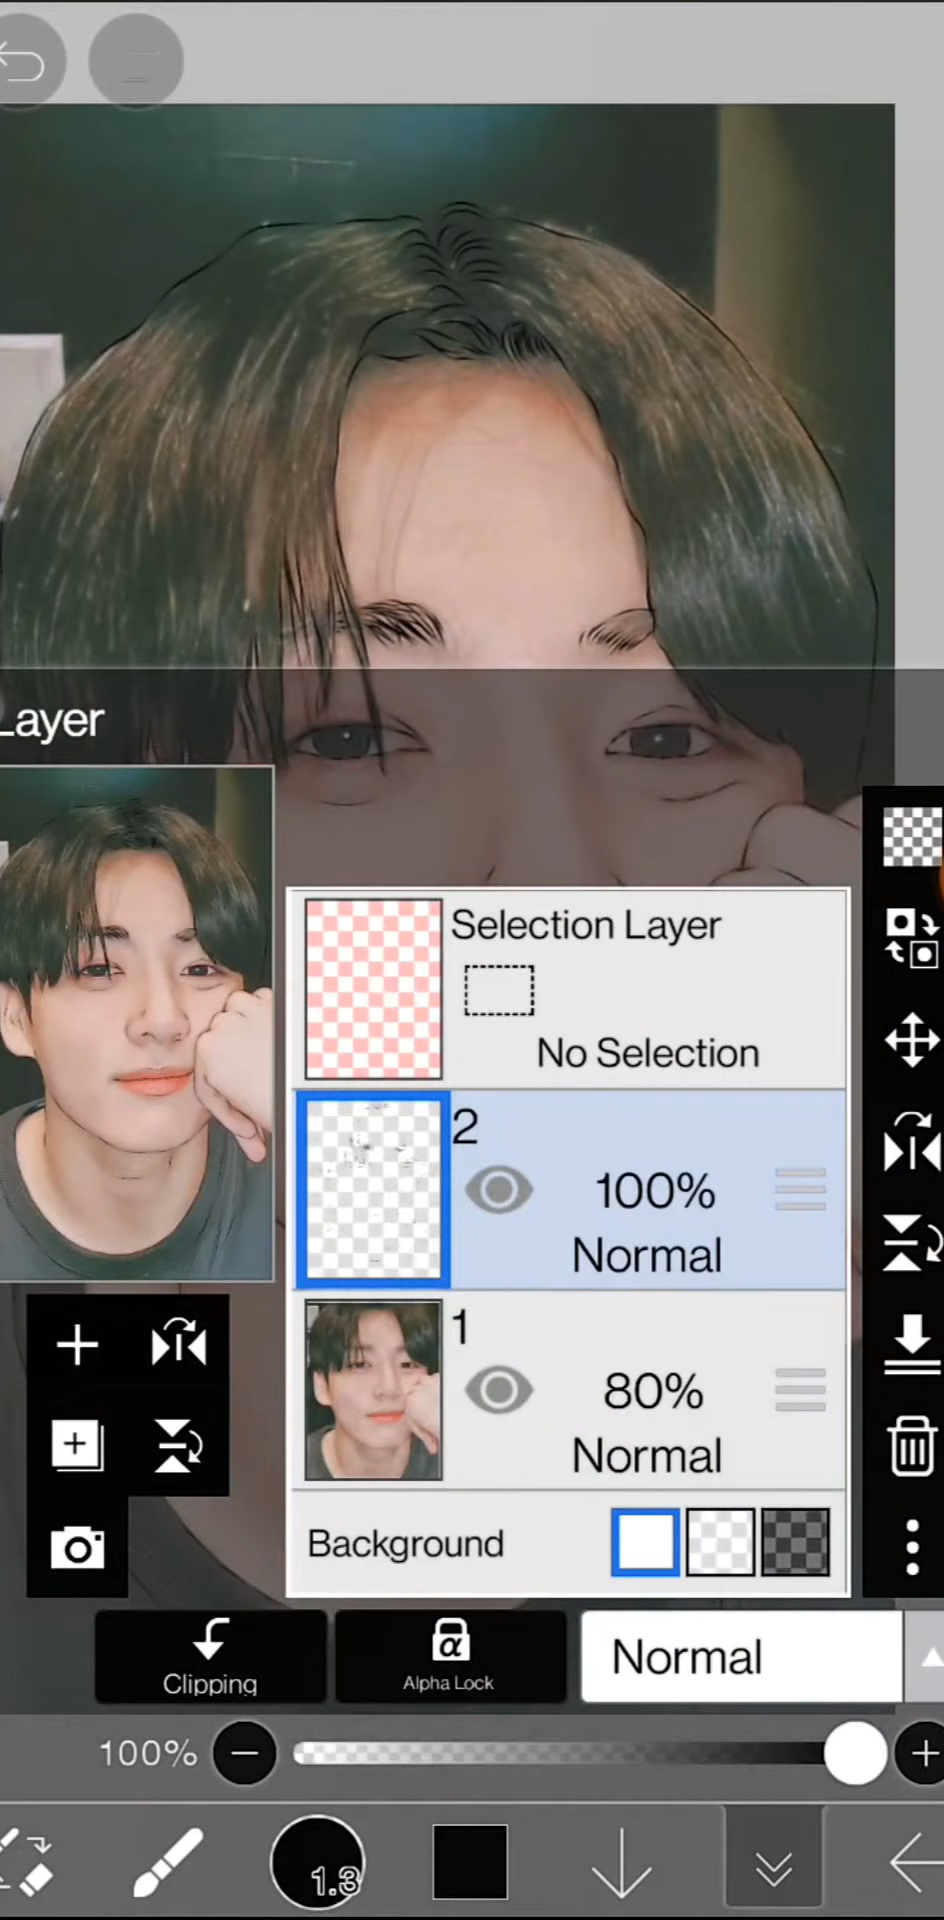 Layer
Selection Layer
No Selection
2
100%
Normal
1
80%
Normal
Background
Clipping
α
Alpha Lock
Normal
100%
1.3